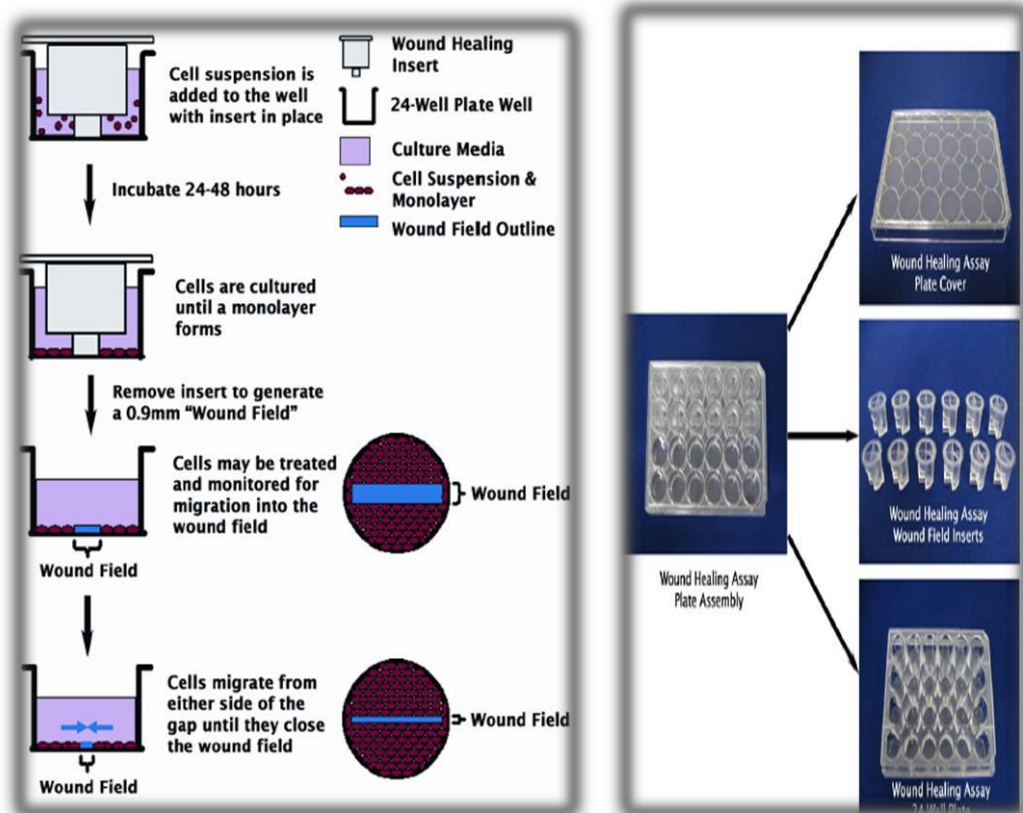 Cell suspension is
added to the well
with insert in place
Wound Healing
Insert
24-Well Plate Well
Culture Media
Cell Suspension &
Monolayer
Wound Field Outline
Incubate 24-48 hours
Cells are cultured
until a monolayer
forms
Remove insert to generate
a 0.9mm “Wound Field”
Cells may be treated
and monitored for
migration into the
wound field
Wound Field
Wound Field
Cells migrate from
either side of the
gap until they close
the wound field
Wound Field
Wound Field
Wound Healing Assay
Plate Assembly
Wound Healing Assay
Plate Cover
Wound Healing Assay
Wound Field Inserts
Wound Healing Assay
24-Well Plate